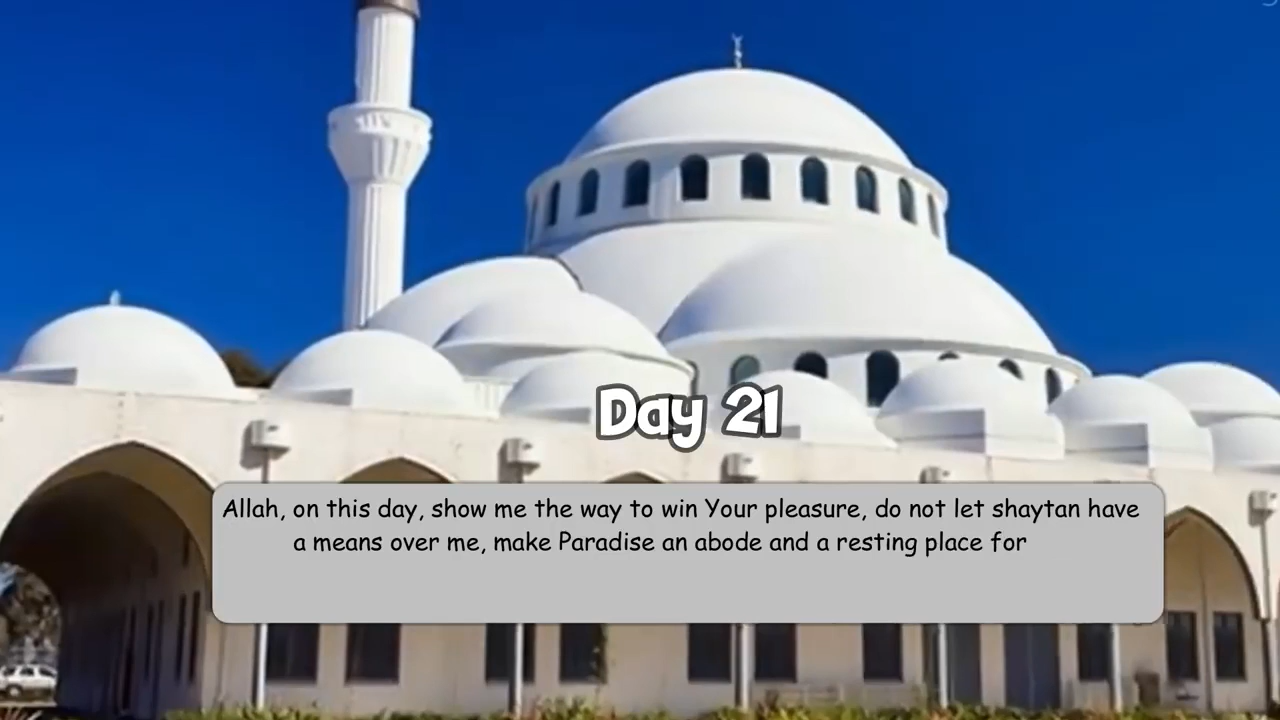 Day 21
Allah, on this day, show me the way to win Your pleasure, do not let shaytan have
a means over me, make Paradise an abode and a resting place for